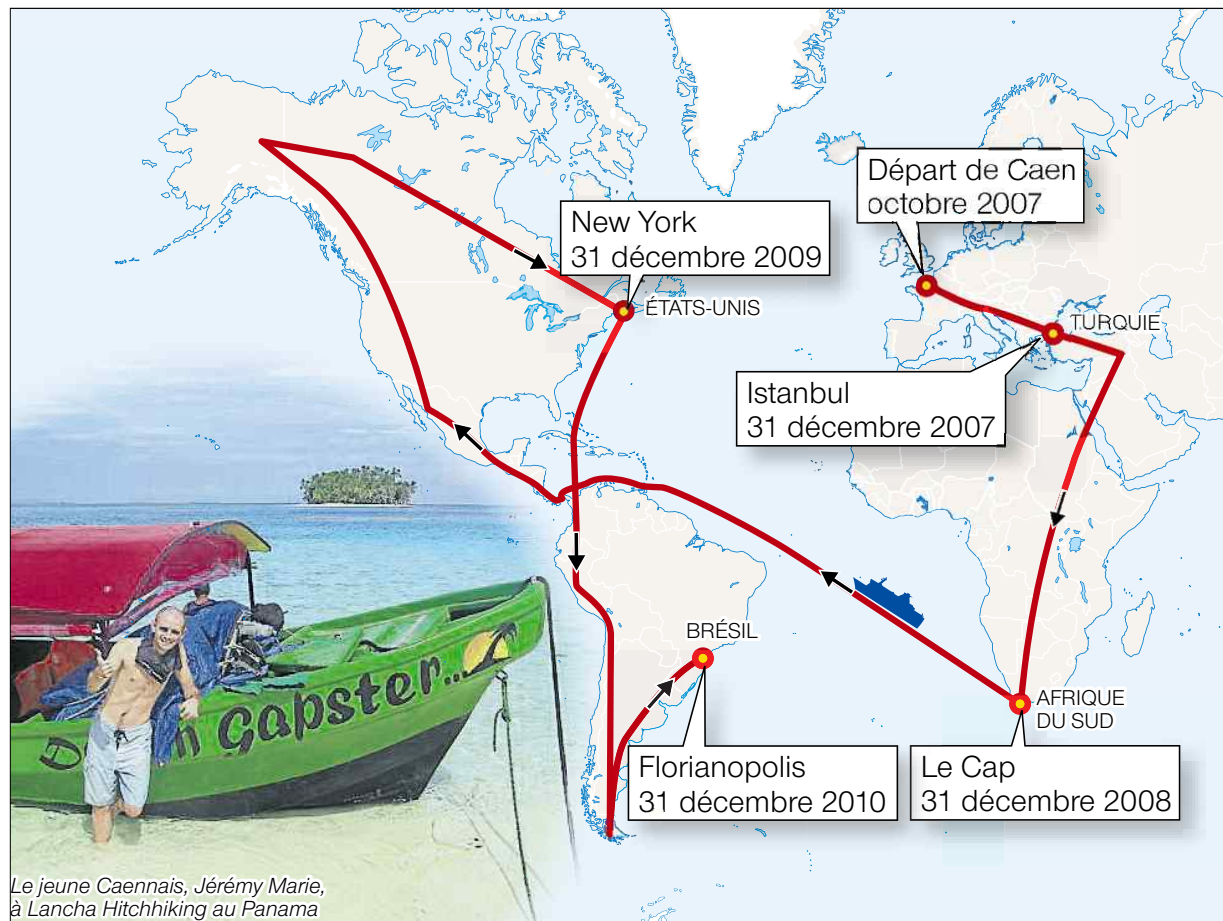 Départ de Caen
octobre 2007
New York
31 décembre 2009
ÉTATS-UNIS
TURQUIE
Istanbul
31 décembre 2007
BRÉSIL
AFRIQUE
DU SUD
Florianopolis
31 décembre 2010
Le Cap
31 décembre 2008
Gapster...
Le jeune Caennais, Jérémy Marie,
à Lancha Hitchhiking au Panama